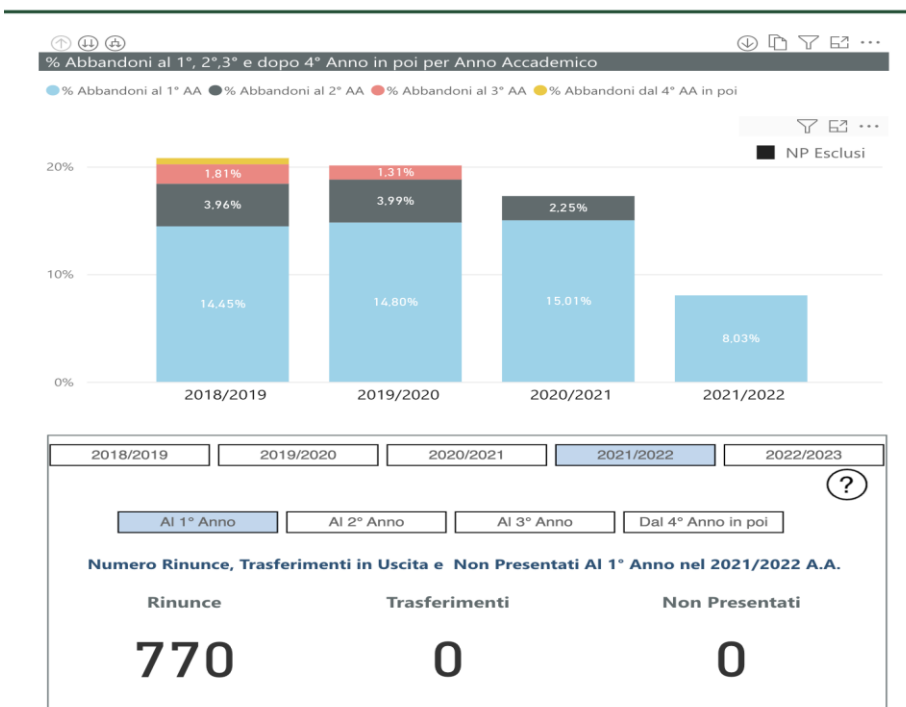 % Abbandoni al 1°, 2°,3° e dopo 4° Anno in poi per Anno Accademico
% Abbandoni al 1° AA % Abbandoni al 2° AA % Abbandoni al 3° AA % Abbandoni dal 4° AA in poi
NP Esclusi
20%
1,81%
1,31%
3,96%
3,99%
2,25%
10%
14,45%
14,80%
15,01%
8,03%
0%
2018/2019 2019/2020 2020/2021 2021/2022
2018/2019 2019/2020 2020/2021 2021/2022 2022/2023
?
Al 1° Anno Al 2° Anno Al 3° Anno Dal 4° Anno in poi
Numero Rinunce, Trasferimenti in Uscita e Non Presentati Al 1° Anno nel 2021/2022 A.A.
Rinunce Trasferimenti Non Presentati
770 0 0